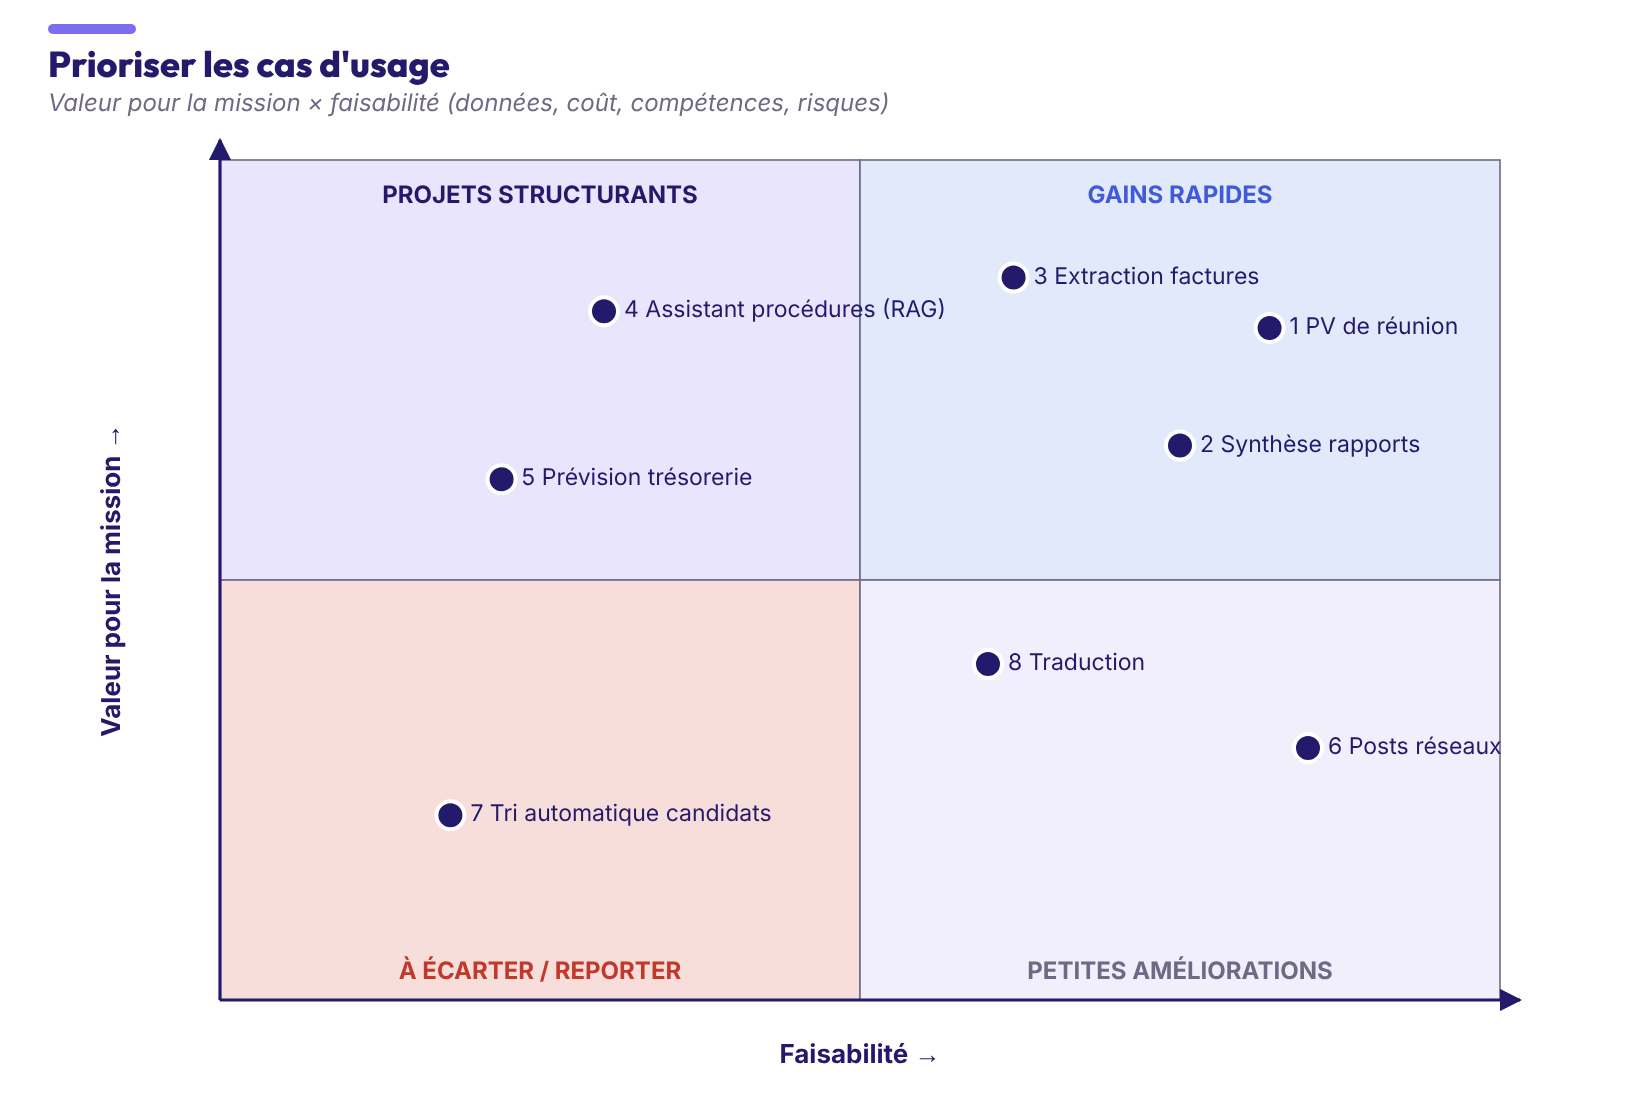 Prioriser les cas d'usage
Valeur pour la mission × faisabilité (données, coût, compétences, risques)
PROJETS STRUCTURANTS
GAINS RAPIDES
3 Extraction factures
4 Assistant procédures (RAG)
1 PV de réunion
2 Synthèse rapports
5 Prévision trésorerie
Valeur pour la mission →
8 Traduction
6 Posts réseaux
7 Tri automatique candidats
À ÉCARTER / REPORTER
PETITES AMÉLIORATIONS
Faisabilité →